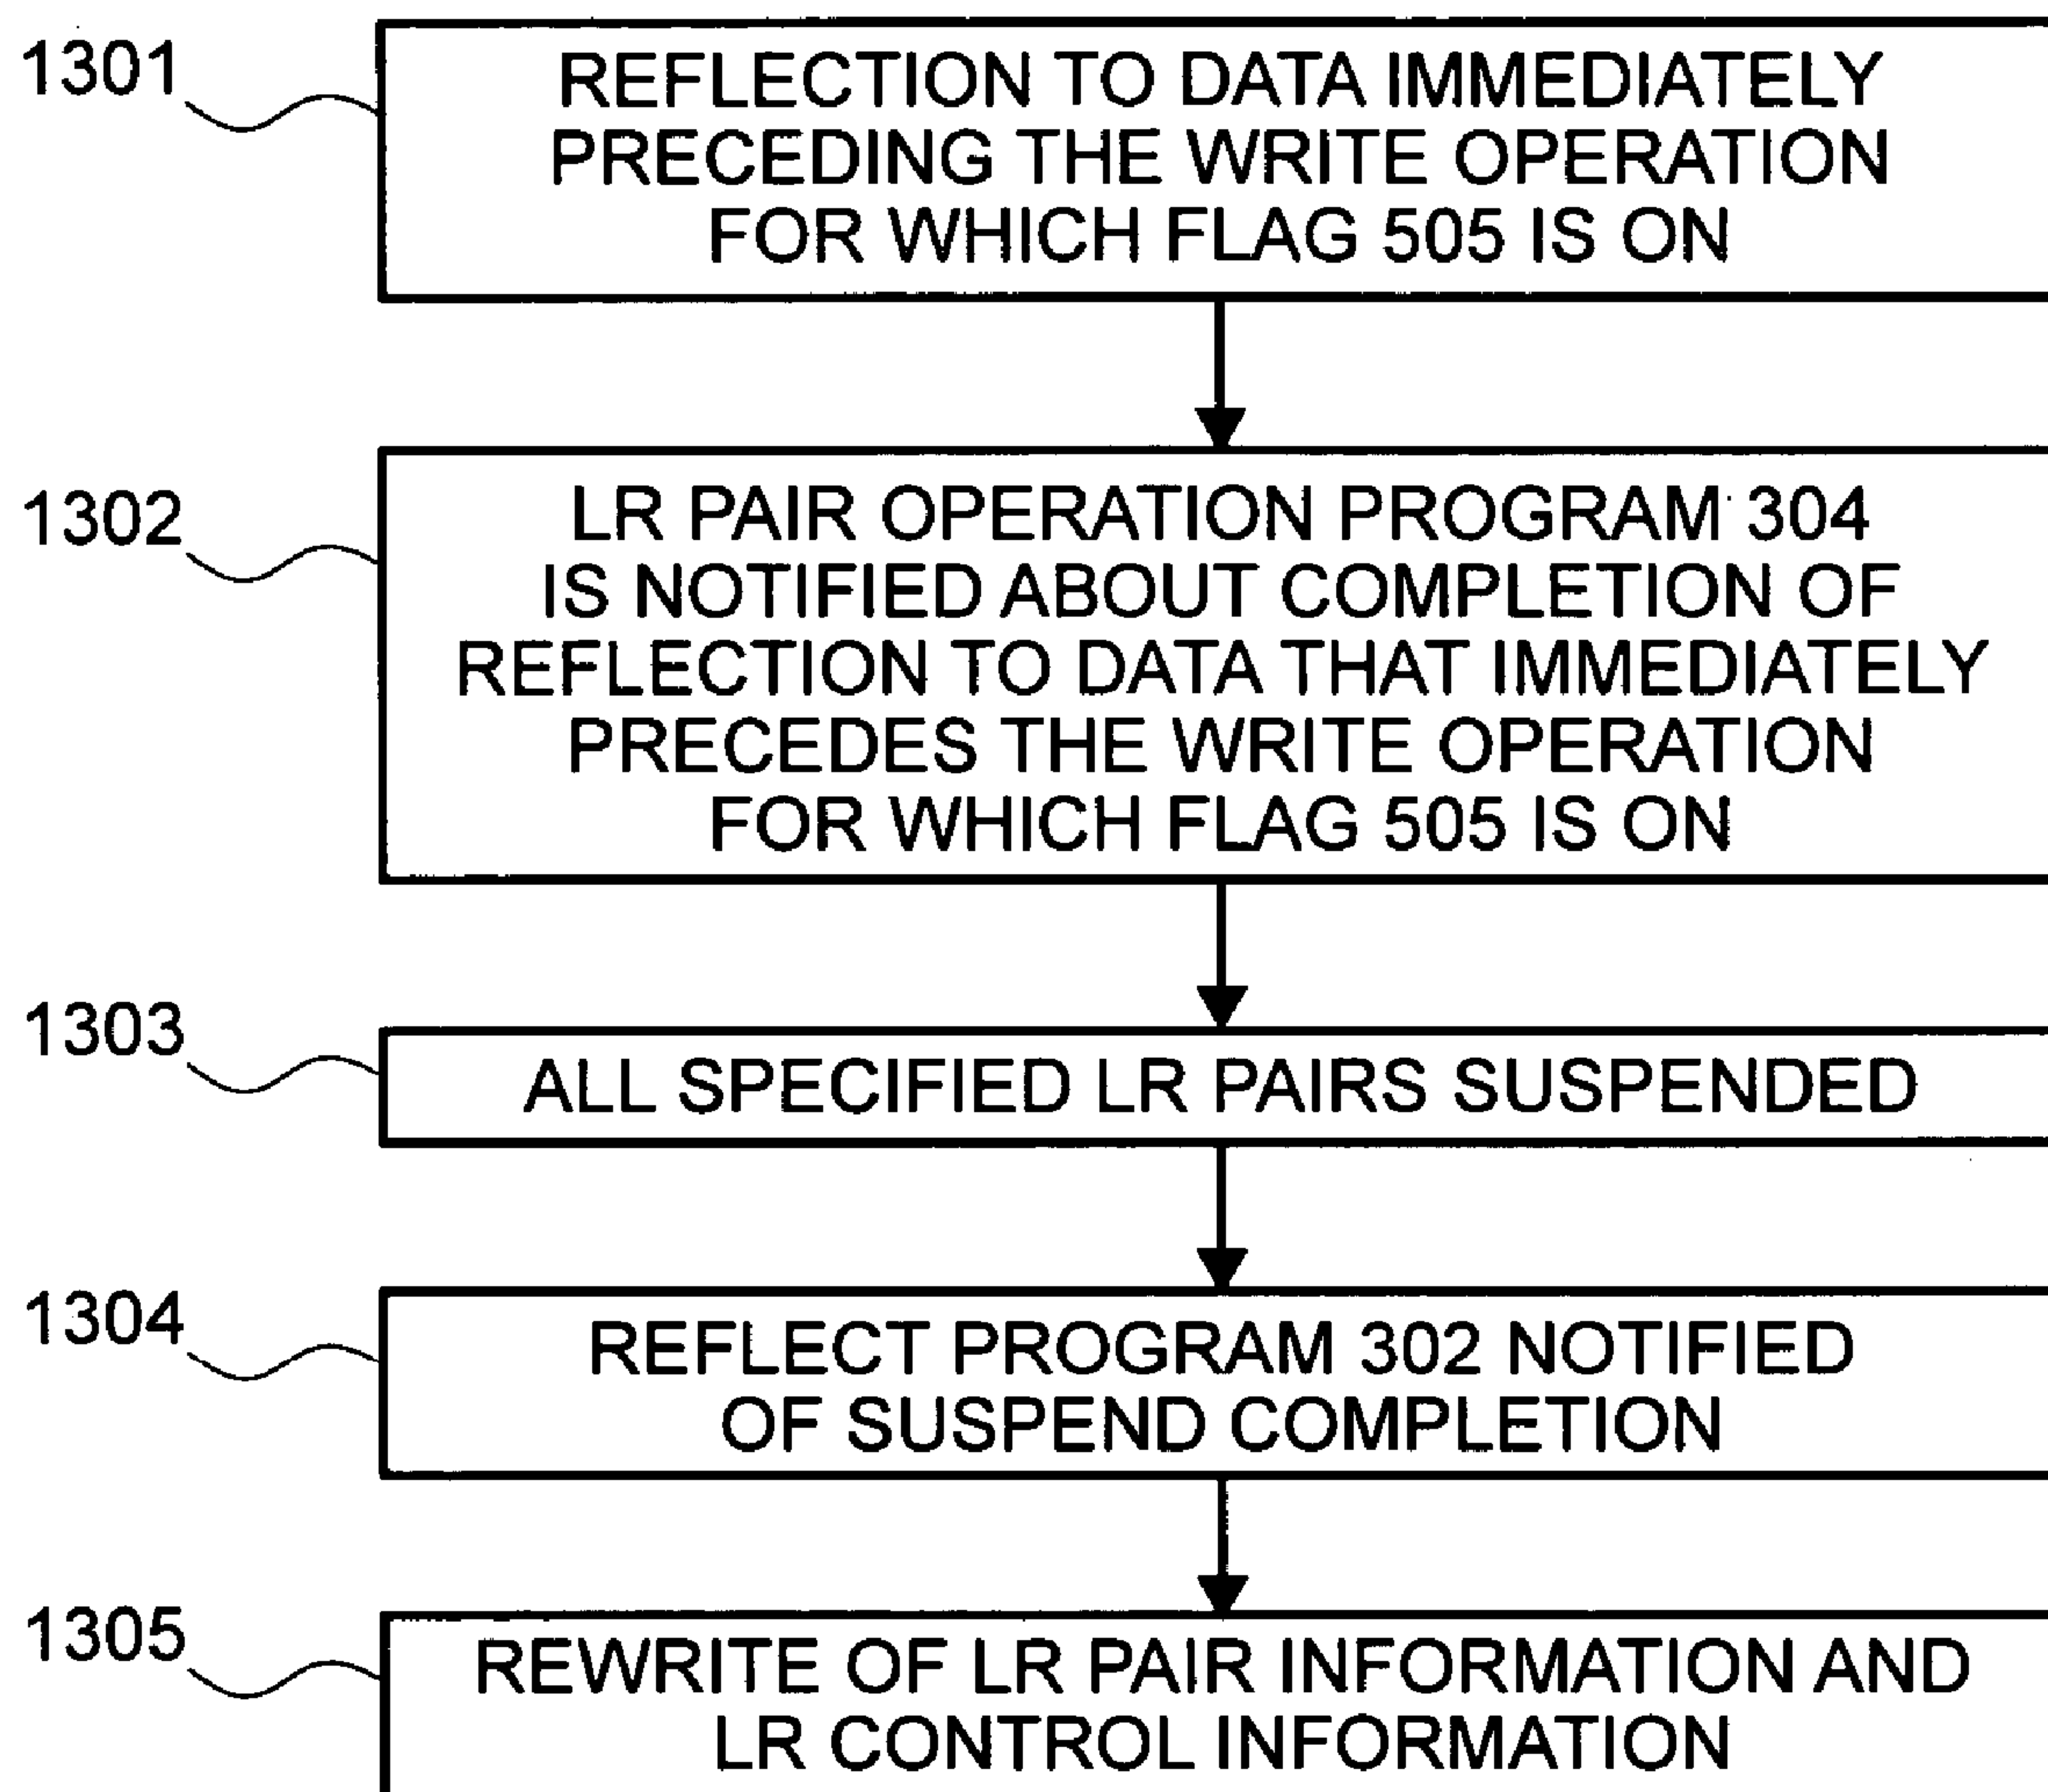 1301
REFLECTION TO DATA IMMEDIATELY
PRECEDING THE WRITE OPERATION
FOR WHICH FLAG 505 IS ON
1302
LR PAIR OPERATION PROGRAM 304
IS NOTIFIED ABOUT COMPLETION OF
REFLECTION TO DATA THAT IMMEDIATELY
PRECEDES THE WRITE OPERATION
FOR WHICH FLAG 505 IS ON
1303
ALL SPECIFIED LR PAIRS SUSPENDED
1304
REFLECT PROGRAM 302 NOTIFIED
OF SUSPEND COMPLETION
1305
REWRITE OF LR PAIR INFORMATION AND
LR CONTROL INFORMATION